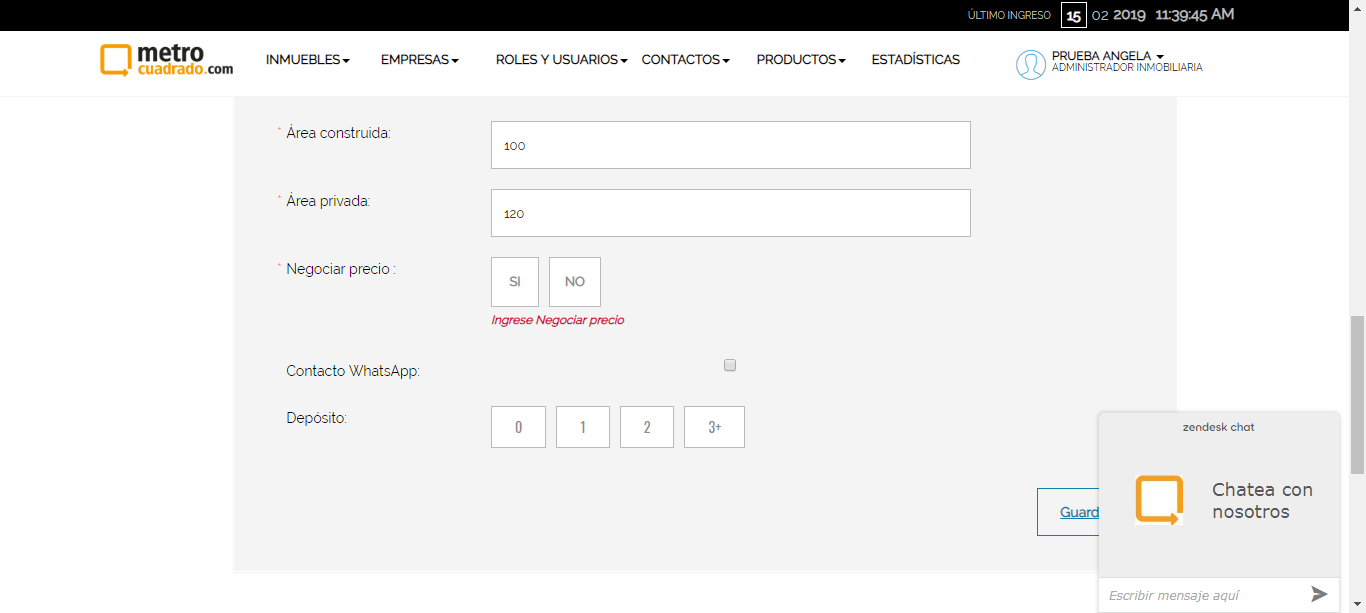 ÚLTIMO INGRESO 15 02 2019 11:39:45 AM
metro
cuadrado.com
INMUEBLES EMPRESAS ROLES Y USUARIOS CONTACTOS PRODUCTOS ESTADÍSTICAS
PRUEBA ANGELA
ADMINISTRADOR INMOBILIARIA
* Área construida:
100
* Área privada:
120
* Negociar precio :
SI NO
Ingrese Negociar precio
Contacto WhatsApp:
Depósito:
0 1 2 3+
Guard
zendesk chat
Chatea con
nosotros
Escribir mensaje aquí